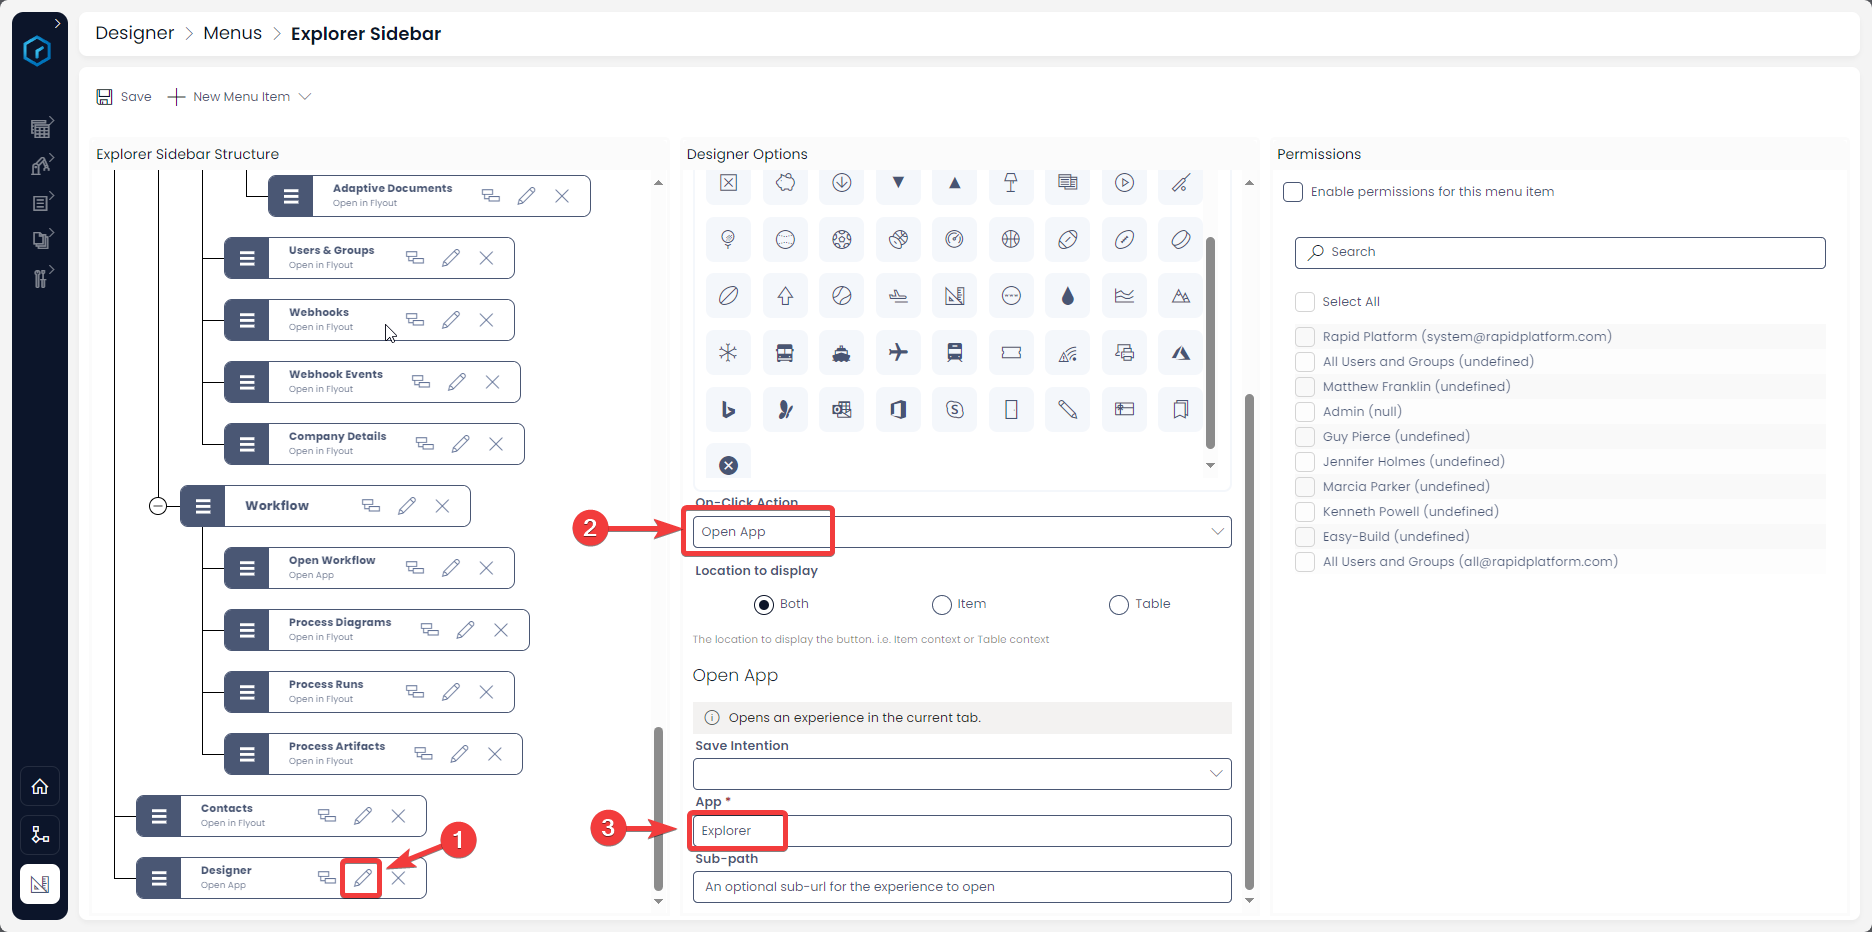 Designer > Menus > Explorer Sidebar
Save New Menu Item
Explorer Sidebar Structure
Adaptive Documents
Open in Flyout
Users & Groups
Open in Flyout
Webhooks
Open in Flyout
Webhook Events
Open in Flyout
Company Details
Open in Flyout
Workflow
Open Workflow
Open App
Process Diagrams
Open in Flyout
Process Runs
Open in Flyout
Process Artifacts
Open in Flyout
Contacts
Open in Flyout
1
Designer
Open App
Designer Options
On-Click Action
2
Open App
Location to display
Both Item Table
The location to display the button. i.e. Item context or Table context
Open App
Opens an experience in the current tab.
Save Intention
App *
3
Explorer
Sub-path
An optional sub-url for the experience to open
Permissions
Enable permissions for this menu item
Search
Select All
Rapid Platform (system@rapidplatform.com)
All Users and Groups (undefined)
Matthew Franklin (undefined)
Admin (null)
Guy Pierce (undefined)
Jennifer Holmes (undefined)
Marcia Parker (undefined)
Kenneth Powell (undefined)
Easy-Build (undefined)
All Users and Groups (all@rapidplatform.com)